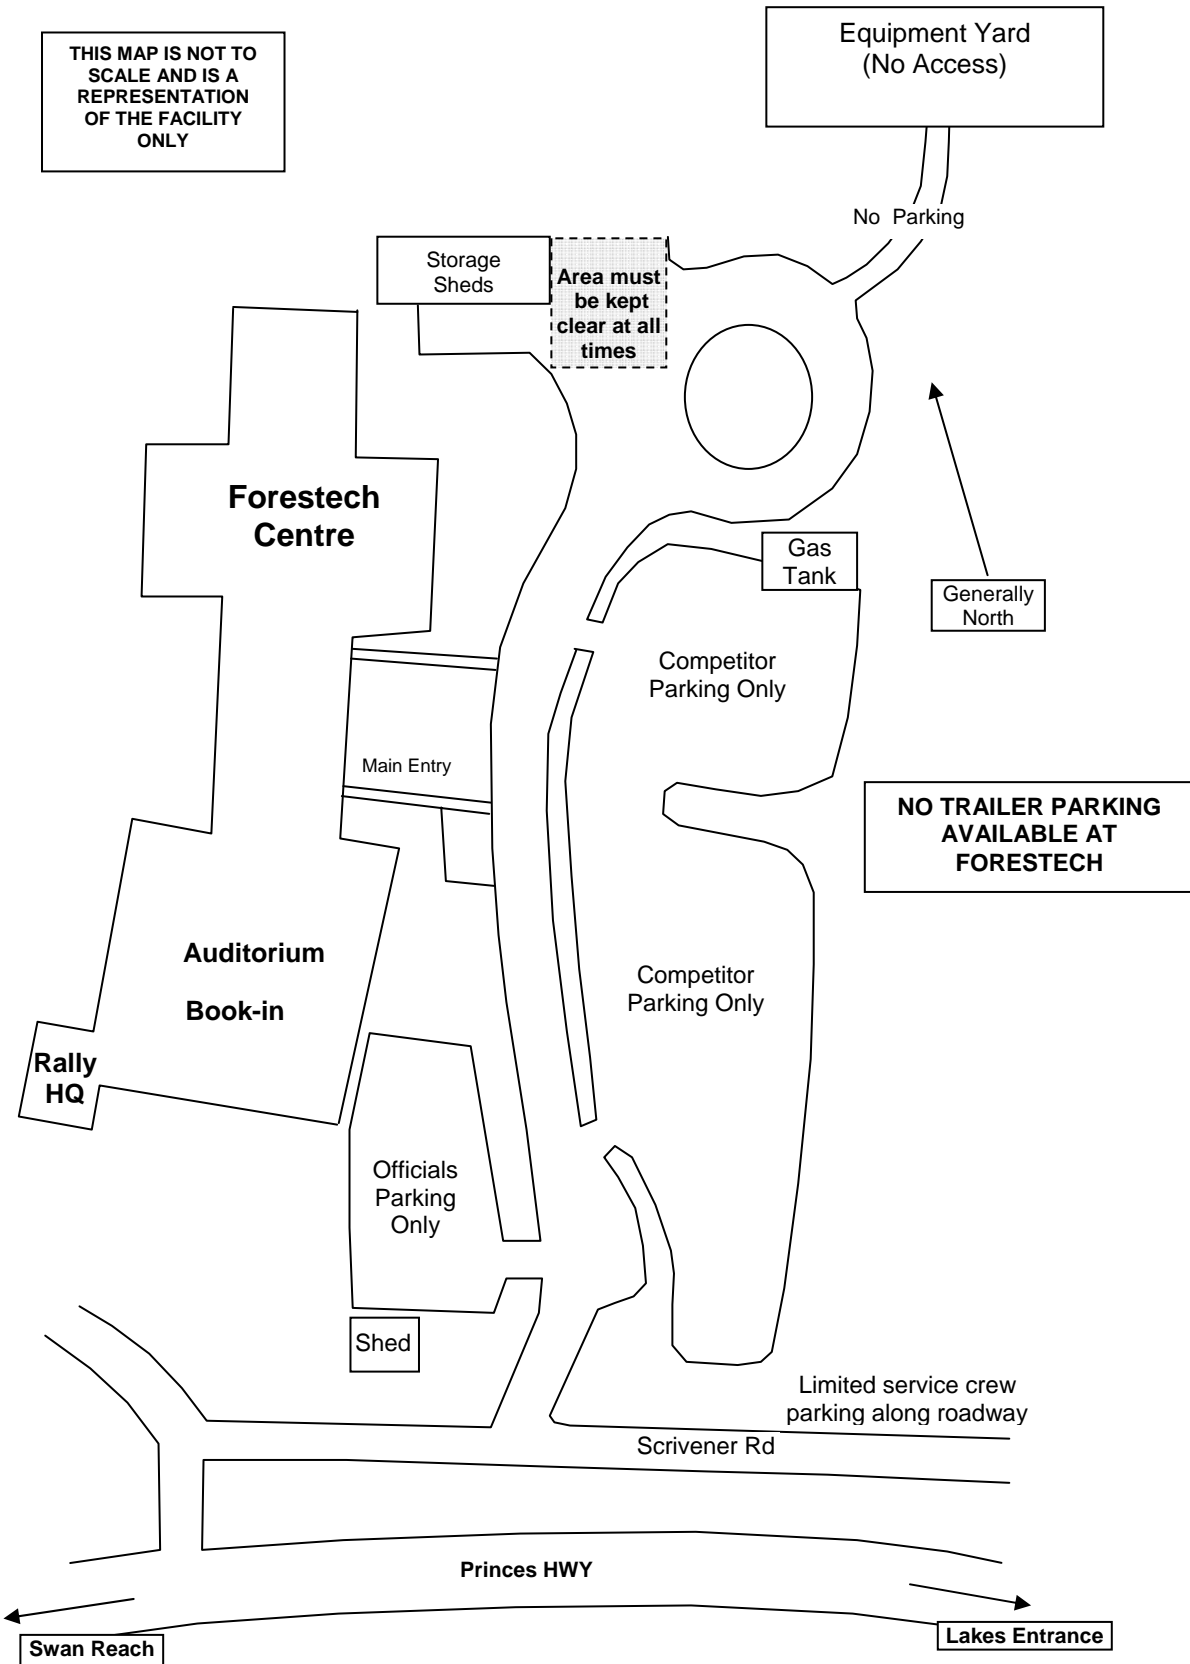 THIS MAP IS NOT TO
SCALE AND IS A
REPRESENTATION
OF THE FACILITY
ONLY
Equipment Yard
(No Access)
No Parking
Storage
Sheds
Area must
be kept
clear at all
times
Forestech
Centre
Gas
Tank
Generally
North
Competitor
Parking Only
Main Entry
NO TRAILER PARKING
AVAILABLE AT
FORESTECH
Auditorium
Book-in
Competitor
Parking Only
Rally
HQ
Officials
Parking
Only
Shed
Limited service crew
parking along roadway
Scrivener Rd
Princes HWY
Swan Reach
Lakes Entrance